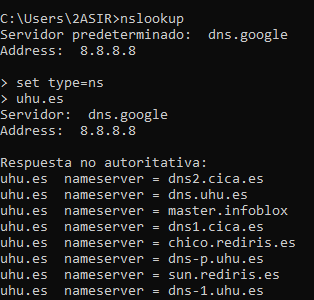 C:\Users\2ASIR>nslookup
Servidor predeterminado:  dns.google
Address:  8.8.8.8

> set type=ns
> uhu.es
Servidor:  dns.google
Address:  8.8.8.8

Respuesta no autoritativa:
uhu.es  nameserver = dns2.cica.es
uhu.es  nameserver = dns.uhu.es
uhu.es  nameserver = master.infoblox
uhu.es  nameserver = dns1.cica.es
uhu.es  nameserver = chico.rediris.es
uhu.es  nameserver = dns-p.uhu.es
uhu.es  nameserver = sun.rediris.es
uhu.es  nameserver = dns-1.uhu.es